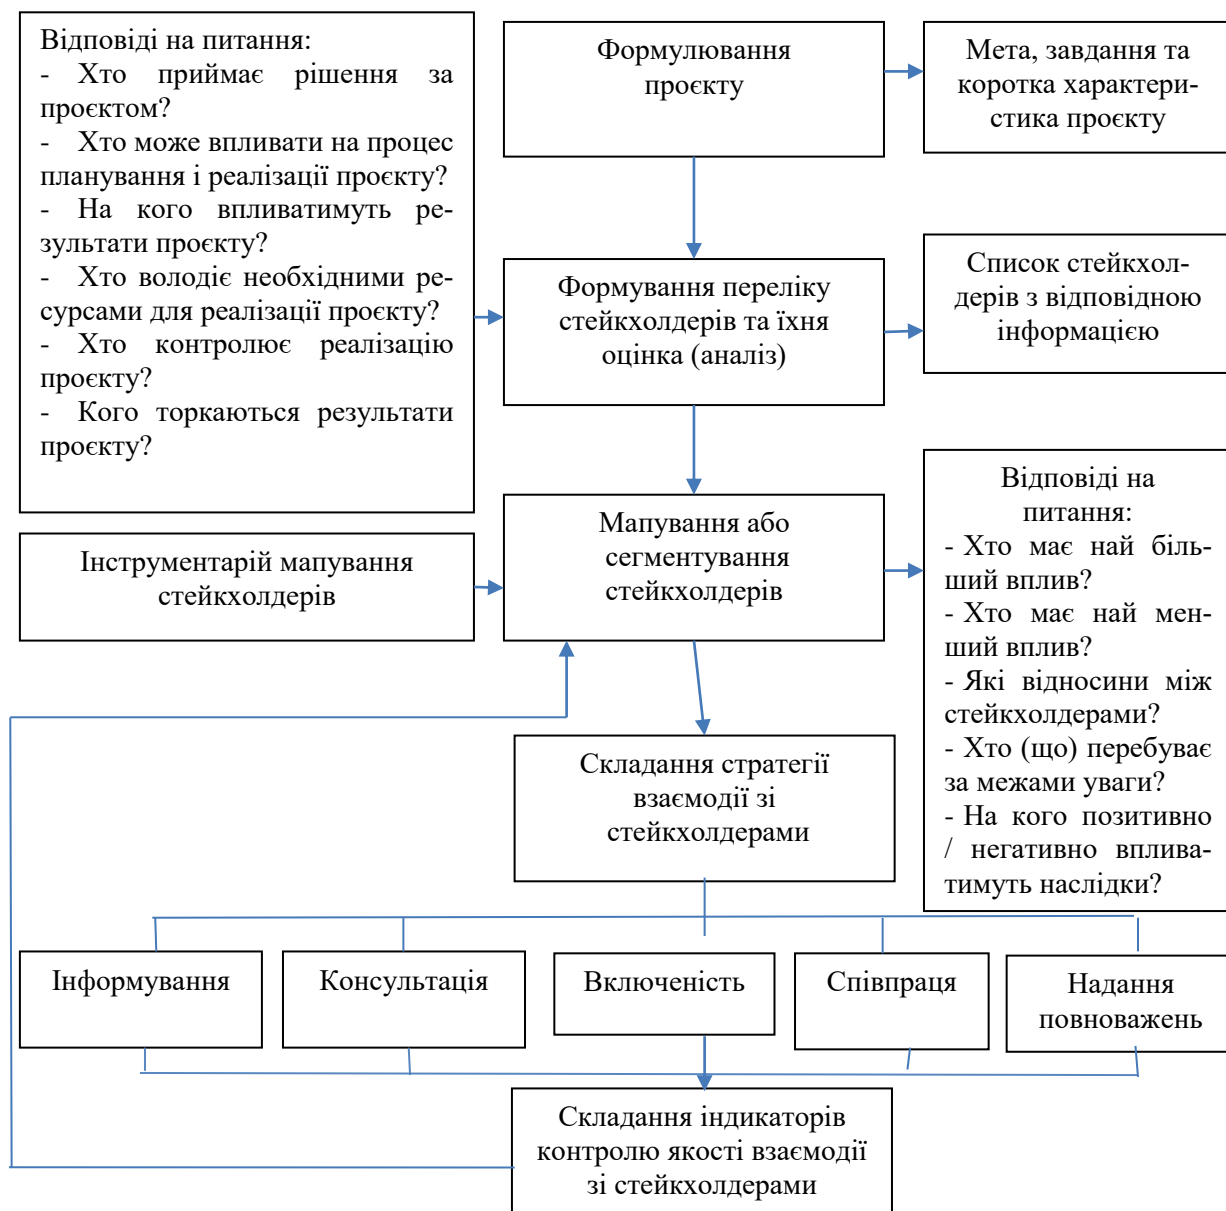 Відповіді на питання:
- Хто приймає рішення за
проєктом?
- Хто може впливати на процес
планування і реалізації проєкту?
- На кого впливатимуть ре-
зультати проєкту?
- Хто володіє необхідними ре-
сурсами для реалізації проєкту?
- Хто контролює реалізацію
проєкту?
- Кого торкаються результати
проєкту?
Формулювання
проєкту
Мета, завдання та
коротка характери-
стика проєкту
Формування переліку
стейкхолдерів та їхня
оцінка (аналіз)
Список стейкхол-
дерів з відповідною
інформацією
Інструментарій мапування
стейкхолдерів
Мапування або
сегментування
стейкхолдерів
Відповіді на
питання:
- Хто має най біль-
ший вплив?
- Хто має най мен-
ший вплив?
- Які відносини між
стейкхолдерами?
- Хто (що) перебуває
за межами уваги?
- На кого позитивно
/ негативно вплива-
тимуть наслідки?
Складання стратегії
взаємодії зі
стейкхолдерами
Інформування
Консультація
Включеність
Співпраця
Надання
повноважень
Складання індикаторів
контролю якості взаємодії
зі стейкхолдерами